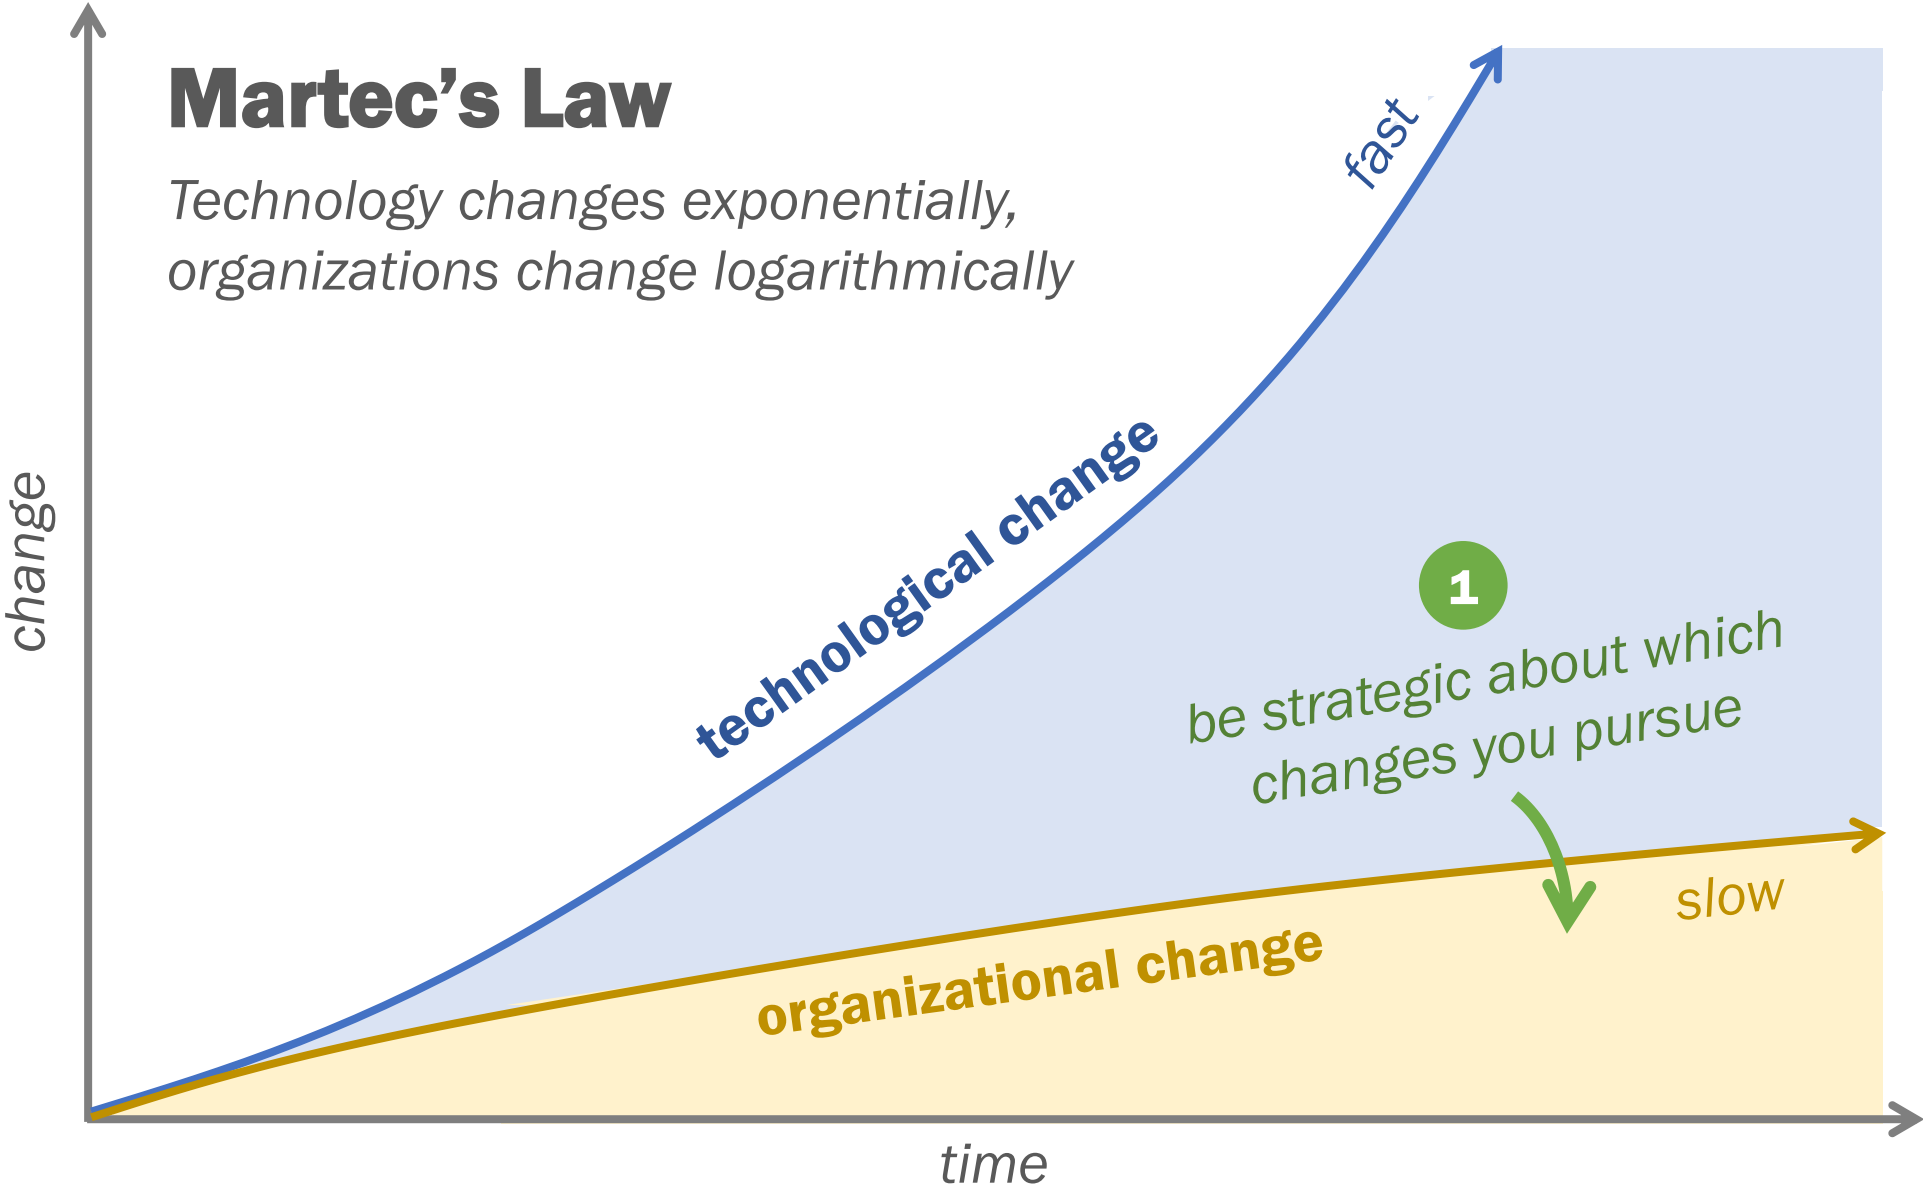 Martec’s Law
Technology changes exponentially,
organizations change logarithmically
fast
technological change
change
1
be strategic about which
changes you pursue
slow
organizational change
time